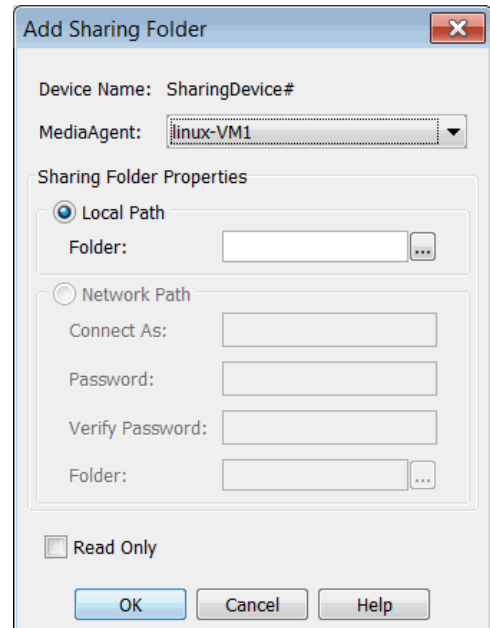 Add Sharing Folder
Device Name: SharingDevice#
MediaAgent: linux-VM1
Sharing Folder Properties
Local Path
Folder: ...
Network Path
Connect As:
Password:
Verify Password:
Folder: ...
Read Only
OK Cancel Help